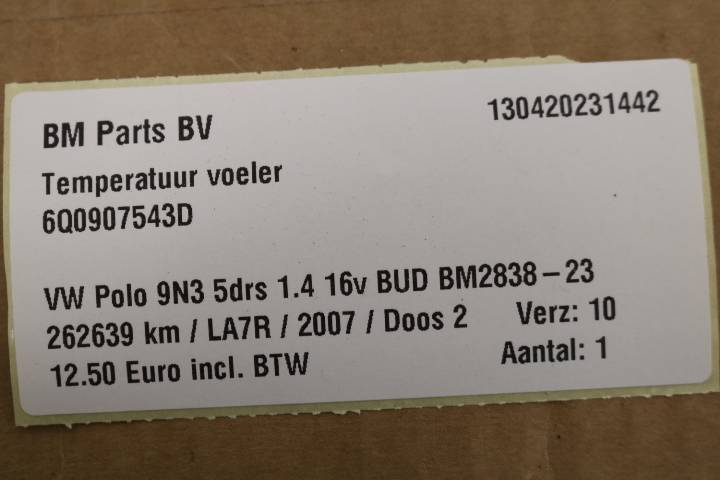 BM Parts BV 130420231442
Temperatuur voeler
6Q0907543D
VW Polo 9N3 5drs 1.4 16v BUD BM2838-23
262639 km / LA7R / 2007 / Doos 2 Verz: 10
12.50 Euro incl. BTW Aantal: 1